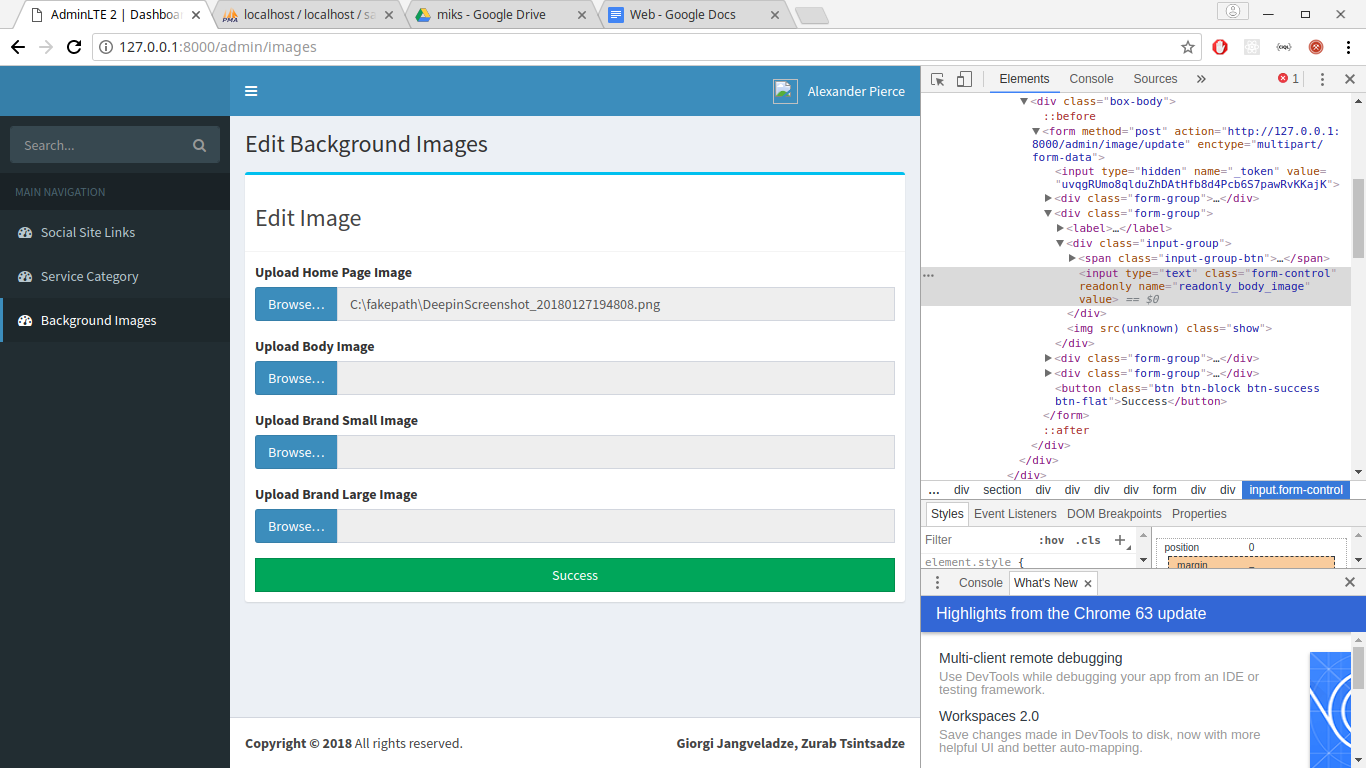 AdminLTE 2 | Dashboa
localhost / localhost / sa
miks - Google Drive
Web - Google Docs
127.0.0.1:8000/admin/images
Alexander Pierce
Search...
MAIN NAVIGATION
Social Site Links
Service Category
Background Images
Edit Background Images
Edit Image
Upload Home Page Image
Browse… C:\fakepath\DeepinScreenshot_20180127194808.png
Upload Body Image
Browse…
Upload Brand Small Image
Browse…
Upload Brand Large Image
Browse…
Success
Copyright © 2018 All rights reserved.
Giorgi Jangveladze, Zurab Tsintsadze
Elements Console Sources » 1
▼<div class="box-body">
::before
▼<form method="post" action="http://127.0.0.1:
8000/admin/image/update" enctype="multipart/
form-data">
<input type="hidden" name="_token" value=
"uvqgRUmo8qlduZhDAtHfb8d4Pcb6S7pawRvKKajK">
▶<div class="form-group">…</div>
▼<div class="form-group">
▶<label>…</label>
▼<div class="input-group">
▶<span class="input-group-btn">…</span>
<input type="text" class="form-control"
readonly name="readonly_body_image"
value> == $0
</div>
<img src(unknown) class="show">
</div>
▶<div class="form-group">…</div>
▶<div class="form-group">…</div>
<button class="btn btn-block btn-success
btn-flat">Success</button>
</form>
::after
</div>
</div>
</div>
… div section div div div div form div div input.form-control
Styles Event Listeners DOM Breakpoints Properties
Filter :hov .cls +
element.style {
position 0
margin
Console What's New ×
Highlights from the Chrome 63 update
Multi-client remote debugging
Use DevTools while debugging your app from an IDE or
testing framework.
Workspaces 2.0
Save changes made in DevTools to disk, now with more
helpful UI and better auto-mapping.